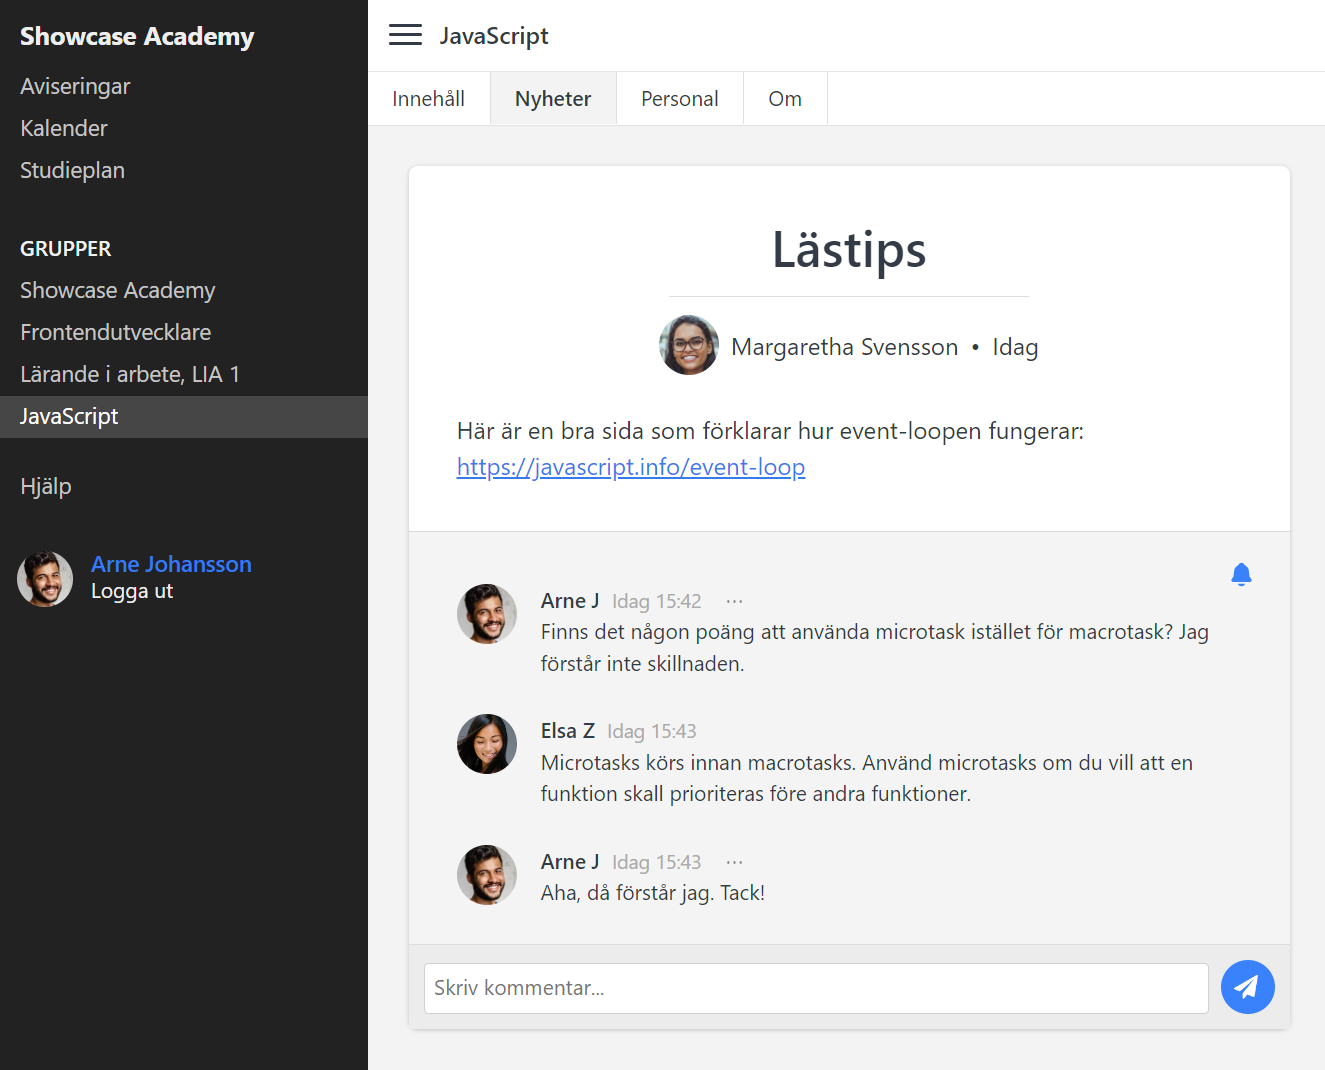 Showcase Academy
Aviseringar
Kalender
Studieplan
GRUPPER
Showcase Academy
Frontendutvecklare
Lärande i arbete, LIA 1
JavaScript
Hjälp
Arne Johansson
Logga ut
JavaScript
Innehåll
Nyheter
Personal
Om
Lästips
Margaretha Svensson • Idag
Här är en bra sida som förklarar hur event-loopen fungerar:
https://javascript.info/event-loop
Arne J Idag 15:42 ···
Finns det någon poäng att använda microtask istället för macrotask? Jag
förstår inte skillnaden.
Elsa Z Idag 15:43
Microtasks körs innan macrotasks. Använd microtasks om du vill att en
funktion skall prioriteras före andra funktioner.
Arne J Idag 15:43 ···
Aha, då förstår jag. Tack!
Skriv kommentar...